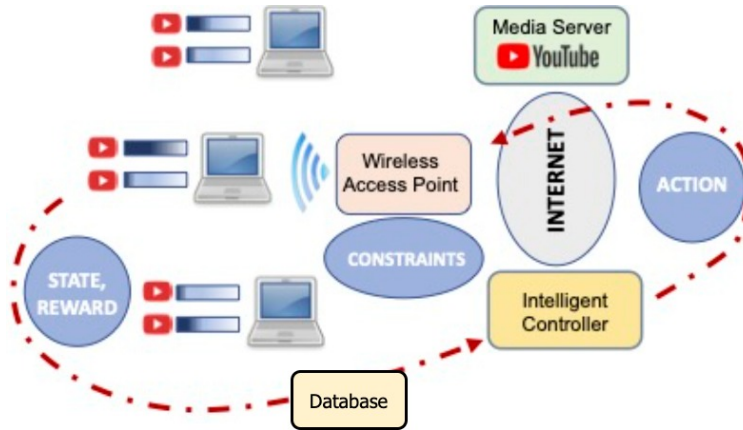 Media Server
YouTube
Wireless
Access Point
INTERNET
ACTION
CONSTRAINTS
STATE,
REWARD
Intelligent
Controller
Database